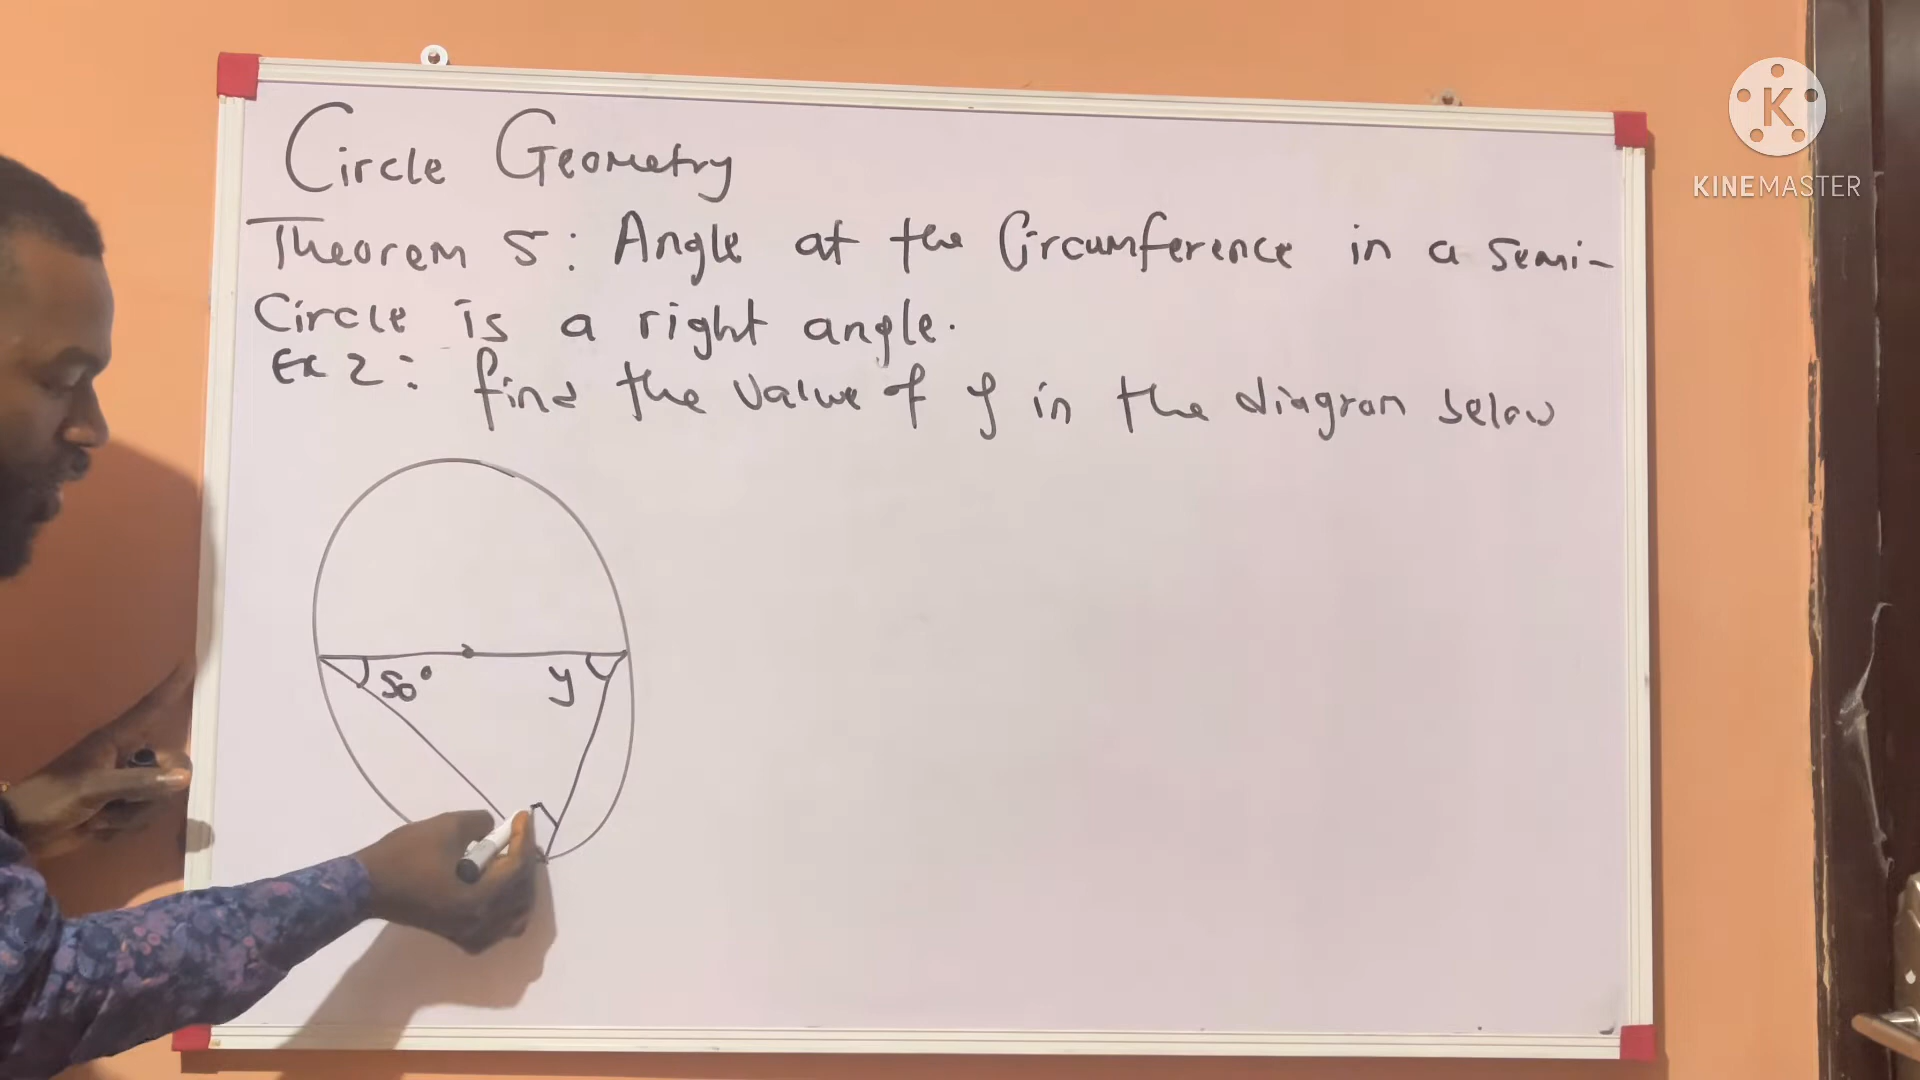 Circle Geometry
Theorem 5: Angle at the Circumference in a semi-
Circle is a right angle.
Ex 2: find the value of y in the diagram below
50° y
K
KINEMASTER